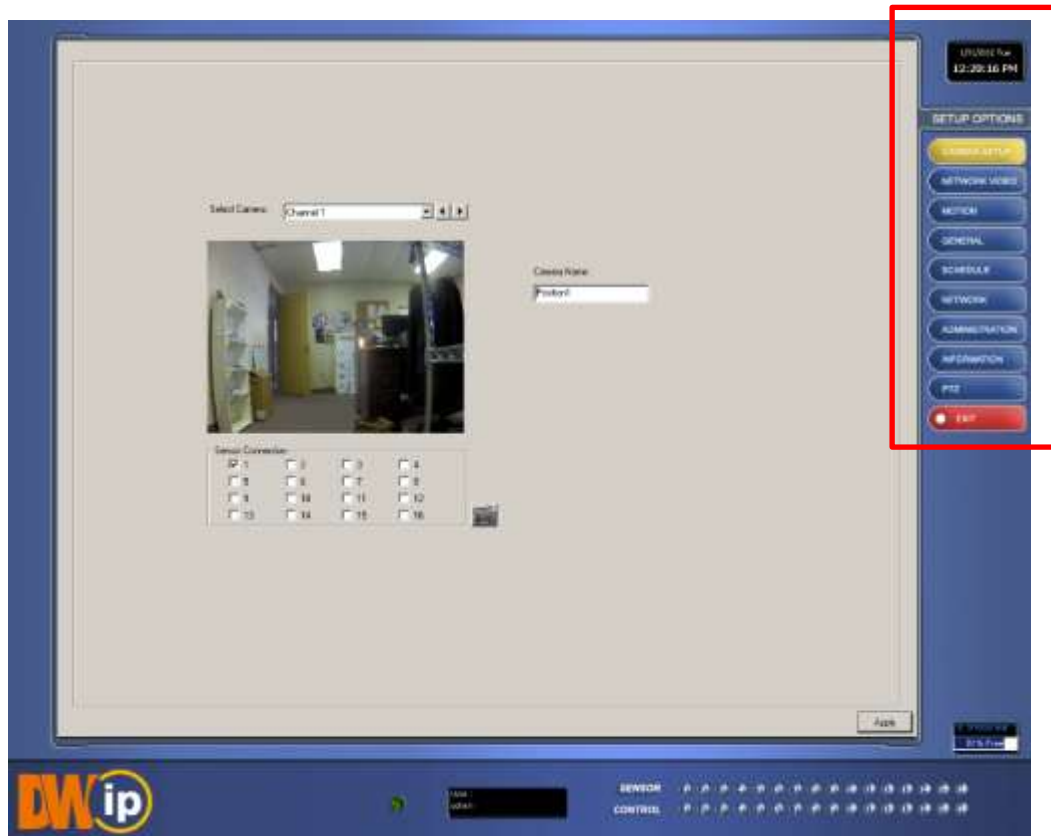 12:20:16 PM
SETUP OPTIONS
CAMERA SETUP
NETWORK VIDEO
MOTION
GENERAL
SCHEDULE
NETWORK
ADMINISTRATION
INFORMATION
PTZ
EXIT
Select Camera:
Channel 1
Camera Name:
Position1
Sensor Connection
1 2 3 4
5 6 7 8
9 10 11 12
13 14 15 16
Apply
DW ip
SENSOR
CONTROL